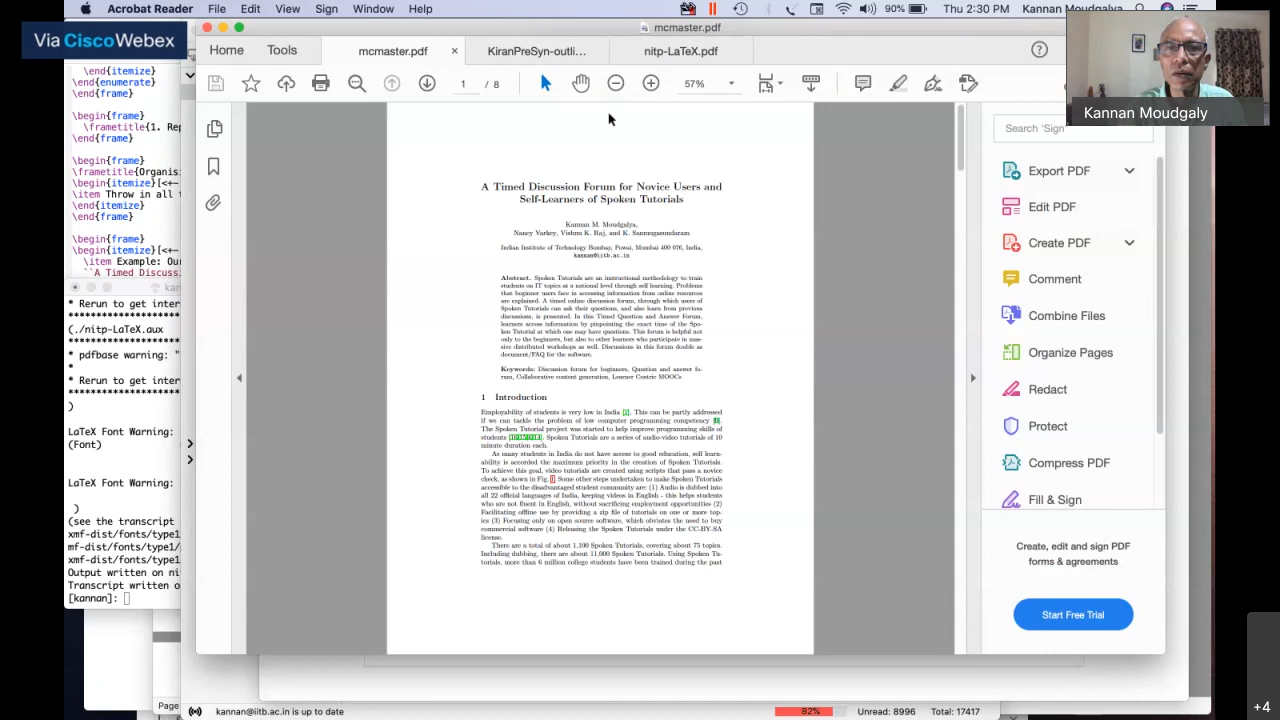 Acrobat Reader File Edit View Sign Window Help 90% Thu 2:30 PM Kannan M
Via Cisco Webex
mcmaster.pdf
Home Tools mcmaster.pdf × KiranPreSyn-outli... nitp-LaTeX.pdf
/ 8 57%
Kannan Moudgaly
\end{itemize}
\end{enumerate}
\end{frame}
\begin{frame}
\frametitle{1. Rep
\end{frame}
\begin{frame}
\frametitle{Organisi
\begin{itemize}[<+-
\item Throw in all t
\end{itemize}
\end{frame}
\begin{frame}
\begin{itemize}[<+-
\item Example: Ou
``A Timed Discussi
kan
* Rerun to get inter
********************
(./nitp-LaTeX.aux
********************
* pdfbase warning: "
*
* Rerun to get inter
********************
)
LaTeX Font Warning:
(Font)
LaTeX Font Warning:
)
(see the transcript
xmf-dist/fonts/type1
mf-dist/fonts/type1/
xmf-dist/fonts/type1
Output written on ni
Transcript written o
[kannan]:
A Timed Discussion Forum for Novice Users and
Self-Learners of Spoken Tutorials
Kannan M. Moudgalya,
Nancy Varkey, Vishnu K. Raj, and K. Sanmugasundaram
Indian Institute of Technology Bombay, Powai, Mumbai 400 076, India,
kannan@iitb.ac.in
Abstract. Spoken Tutorials are an instructional methodology to train
students on IT topics at a national level through self learning. Problems
that beginner users face in accessing information from online resources
are explained. A timed online discussion forum, through which users of
Spoken Tutorials can ask their questions, and also learn from previous
discussions, is presented. In this Timed Question and Answer Forum,
learners access information by pinpointing the exact time of the Spo-
ken Tutorial at which one may have questions. This forum is helpful not
only to the beginners, but also to other learners who participate in mas-
sive distributed workshops as well. Discussions in this forum double as
document/FAQ for the software.
Keywords: Discussion forum for beginners, Question and answer fo-
rum, Collaborative content generation, Learner Centric MOOCs
1 Introduction
Employability of students is very low in India [7]. This can be partly addressed
if we can tackle the problem of low computer programming competency
The Spoken Tutorial project was started to help improve programming skills of
students Spoken Tutorials are a series of audio-video tutorials of 10
minute duration each.
As many students in India do not have access to good education, self learn-
ability is accorded the maximum priority in the creation of Spoken Tutorials.
To achieve this goal, video tutorials are created using scripts that pass a novice
check, as shown in Fig. 1. Some other steps undertaken to make Spoken Tutorials
accessible to the disadvantaged student community are: (1) Audio is dubbed into
all 22 official languages of India, keeping videos in English - this helps students
who are not fluent in English, without sacrificing employment opportunities (2)
Facilitating offline use by providing a zip file of tutorials on one or more top-
ics (3) Focusing only on open source software, which obviates the need to buy
commercial software (4) Releasing the Spoken Tutorials under the CC-BY-SA
license.
There are a total of about 1,100 Spoken Tutorials, covering about 75 topics.
Including dubbing, there are about 11,000 Spoken Tutorials. Using Spoken Tu-
torials, more than 6 million college students have been trained during the past
Search 'Sign'
Export PDF
Edit PDF
Create PDF
Comment
Combine Files
Organize Pages
Redact
Protect
Compress PDF
Fill & Sign
Create, edit and sign PDF
forms & agreements
Start Free Trial
Page
kannan@iitb.ac.in is up to date 82% Unread: 8996 Total: 17417
+4